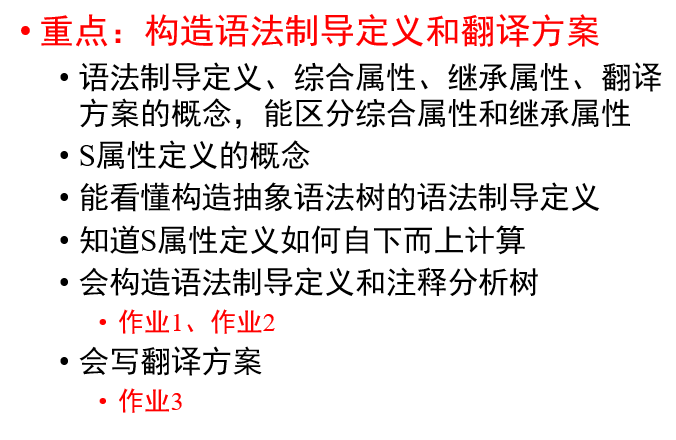 • 重点：构造语法制导定义和翻译方案
• 语法制导定义、综合属性、继承属性、翻译
方案的概念，能区分综合属性和继承属性
• S属性定义的概念
• 能看懂构造抽象语法树的语法制导定义
• 知道S属性定义如何自下而上计算
• 会构造语法制导定义和注释分析树
• 作业1、作业2
• 会写翻译方案
• 作业3